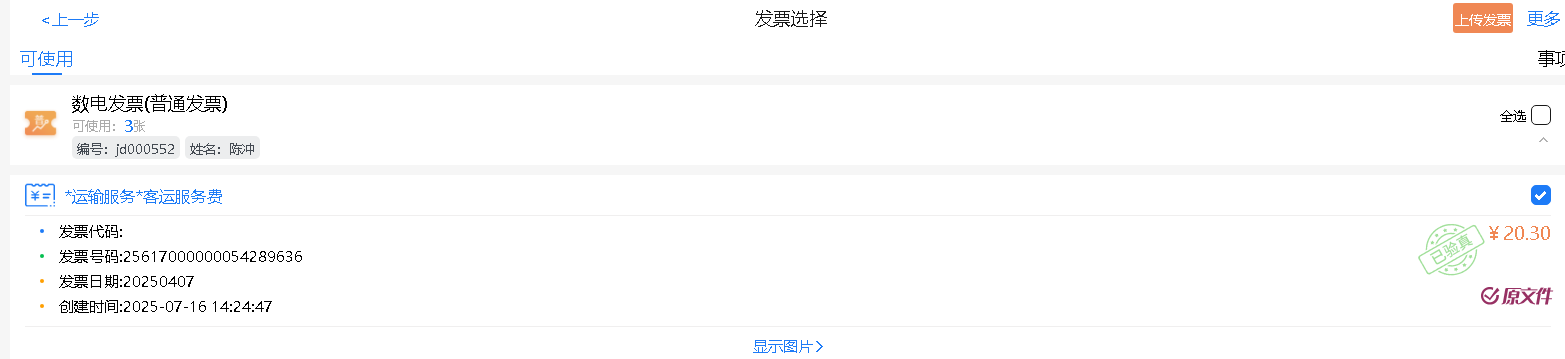 <上一步 发票选择 上传发票 更多
可使用 事项
数电发票(普通发票)
可使用: 3张 全选
编号: jd000552 姓名: 陈冲
*运输服务*客运服务费
发票代码:
¥20.30
已验真
发票号码:25617000000054289636
发票日期:20250407
原文件
创建时间:2025-07-16 14:24:47
显示图片>